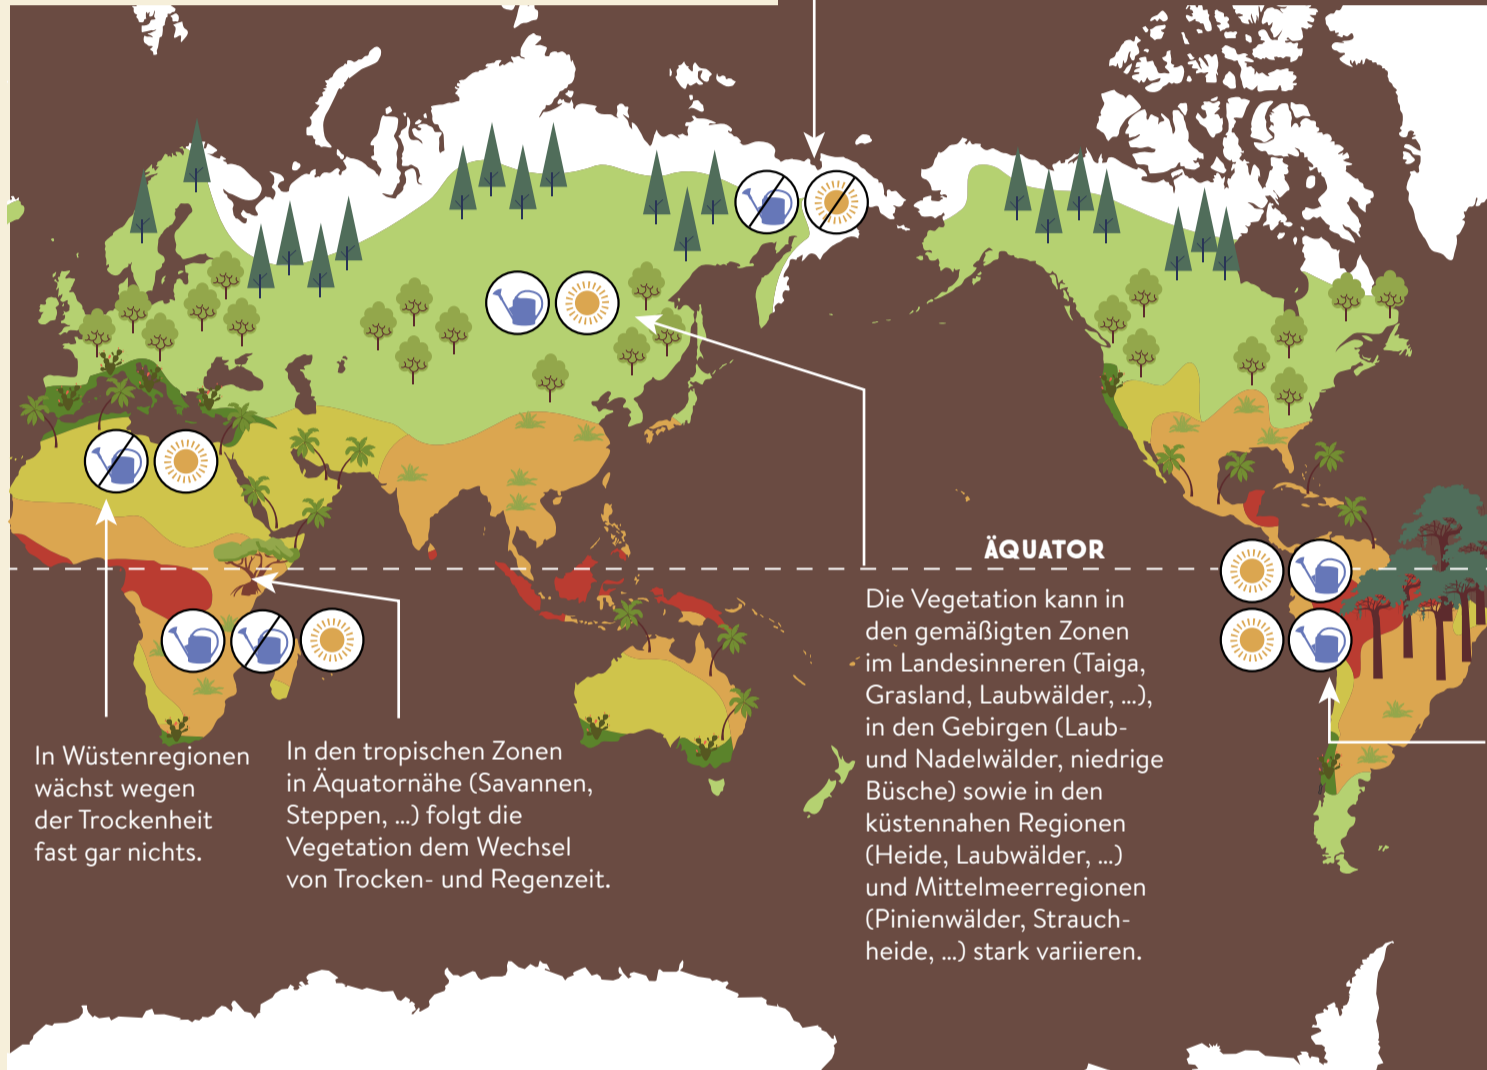 ÄQUATOR
In Wüstenregionen
wächst wegen
der Trockenheit
fast gar nichts.
In den tropischen Zonen
in Äquatornähe (Savannen,
Steppen, ...) folgt die
Vegetation dem Wechsel
von Trocken- und Regenzeit.
Die Vegetation kann in
den gemäßigten Zonen
im Landesinneren (Taiga,
Grasland, Laubwälder, ...),
in den Gebirgen (Laub-
und Nadelwälder, niedrige
Büsche) sowie in den
küstennahen Regionen
(Heide, Laubwälder, ...)
und Mittelmeerregionen
(Pinienwälder, Strauch-
heide, ...) stark variieren.